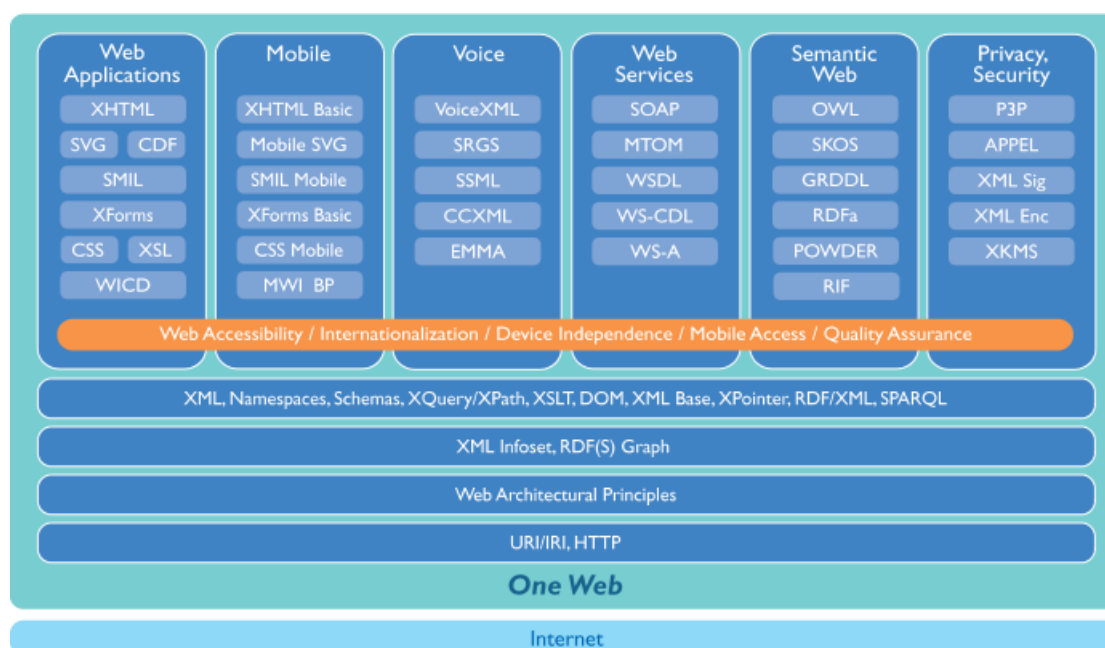 Web
Applications
XHTML
SVG CDF
SMIL
XForms
CSS XSL
WICD
Mobile
XHTML Basic
Mobile SVG
SMIL Mobile
XForms Basic
CSS Mobile
MWI BP
Voice
VoiceXML
SRGS
SSML
CCXML
EMMA
Web
Services
SOAP
MTOM
WSDL
WS-CDL
WS-A
Semantic
Web
OWL
SKOS
GRDDL
RDFa
POWDER
RIF
Privacy,
Security
P3P
APPEL
XML Sig
XML Enc
XKMS
Web Accessibility / Internationalization / Device Independence / Mobile Access / Quality Assurance
XML, Namespaces, Schemas, XQuery/XPath, XSLT, DOM, XML Base, XPointer, RDF/XML, SPARQL
XML Infoset, RDF(S) Graph
Web Architectural Principles
URI/IRI, HTTP
One Web
Internet